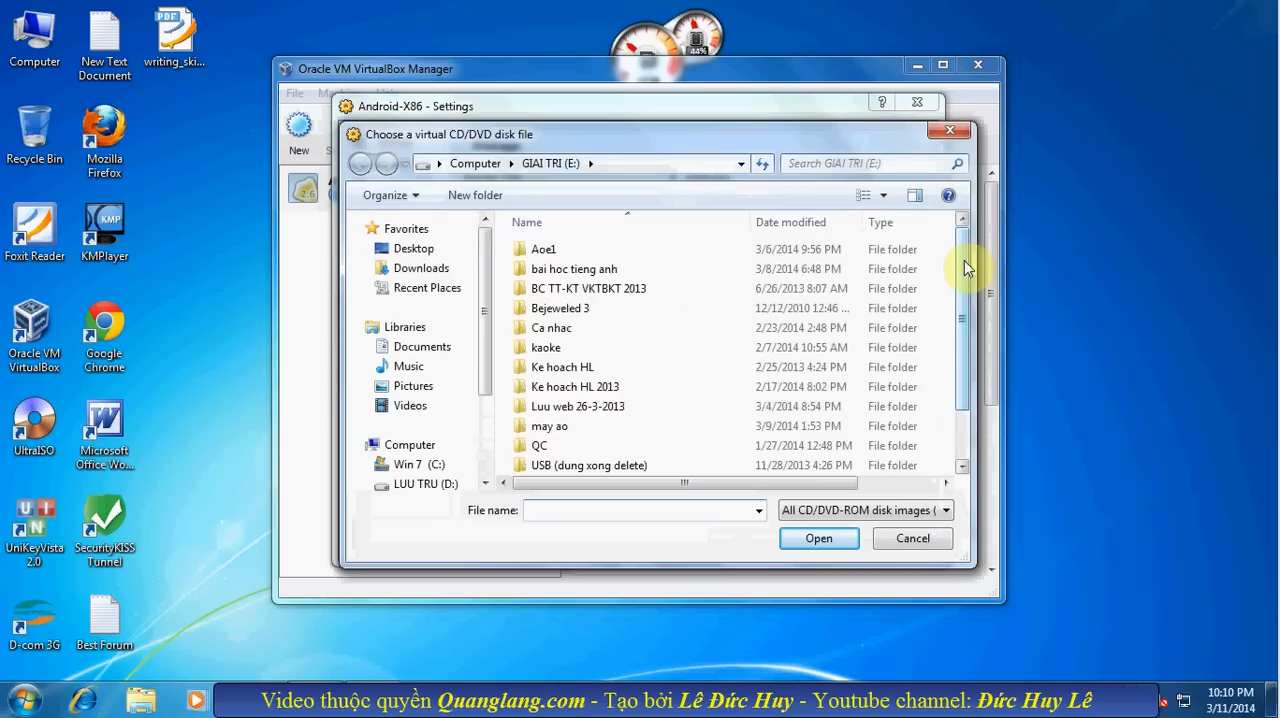 Computer
New Text
Document
PDF
writing_ski...
44%
Recycle Bin
Mozilla
Firefox
Foxit Reader
KMP
KMPlayer
Oracle VM
VirtualBox
Google
Chrome
UltraISO
Microsoft
Office Wo...
UniKeyVista
2.0
SecurityKISS
Tunnel
D-com 3G
Best Forum
Oracle VM VirtualBox Manager
File
New
2.6
Android-X86 - Settings
Choose a virtual CD/DVD disk file
Computer
GIAI TRI (E:)
Search GIAI TRI (E:)
Organize
New folder
Favorites
Desktop
Downloads
Recent Places
Libraries
Documents
Music
Pictures
Videos
Computer
Win 7 (C:)
LUU TRU (D:)
Name Date modified Type
Aoe1 3/6/2014 9:56 PM File folder
bai hoc tieng anh 3/8/2014 6:48 PM File folder
BC TT-KT VKTBKT 2013 6/26/2013 8:07 AM File folder
Bejeweled 3 12/12/2010 12:46 ... File folder
Ca nhac 2/23/2014 2:48 PM File folder
kaoke 2/7/2014 10:55 AM File folder
Ke hoach HL 2/25/2013 4:24 PM File folder
Ke hoach HL 2013 2/17/2014 8:02 PM File folder
Luu web 26-3-2013 3/4/2014 8:54 PM File folder
may ao 3/9/2014 1:53 PM File folder
QC 1/27/2014 12:48 PM File folder
USB (dung xong delete) 11/28/2013 4:26 PM File folder
File name:
All CD/DVD-ROM disk images (
Open
Cancel
Video thuộc quyền Quanglang.com - Tạo bởi Lê Đức Huy - Youtube channel: Đức Huy Lê
10:10 PM
3/11/2014